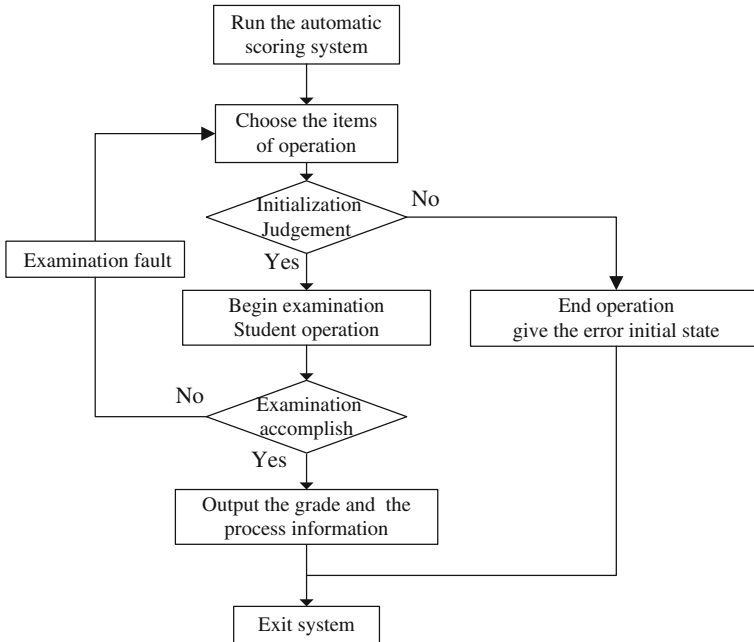 Run the automatic
scoring system
Choose the items
of operation
Initialization
Judgement
No
Yes
Examination fault
Begin examination
Student operation
End operation
give the error initial state
No
Examination
accomplish
Yes
Output the grade and the
process information
Exit system